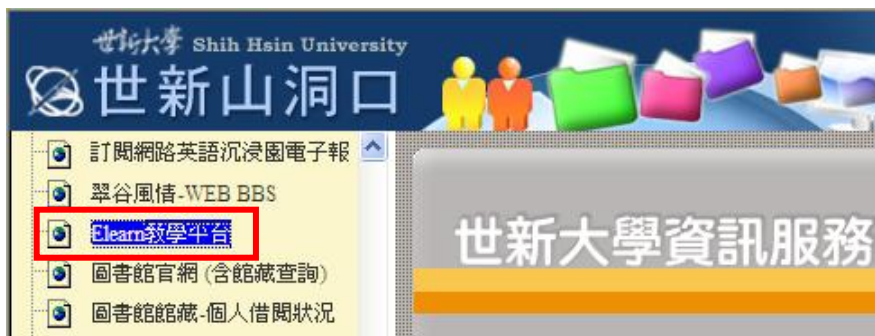 世新大學 Shih Hsin University
世新山洞口
訂閱網路英語沉浸園電子報
翠谷風情-WEB BBS
Elearn教學平台
圖書館官網 (含館藏查詢)
圖書館館藏-個人借閱狀況
世新大學資訊服務